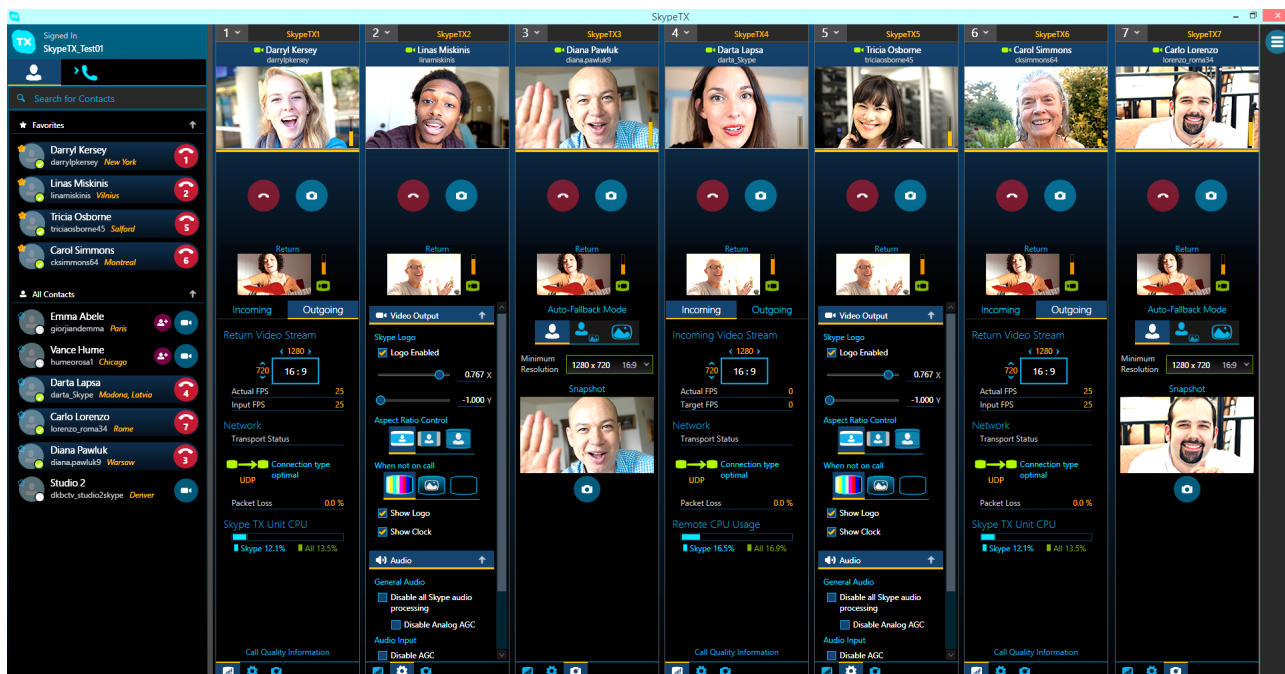 SkypeTX
TX
Signed In
SkypeTX_Test01
Search for Contacts
Favorites
Darryl Kersey
darrylpkersey New York
1
Linas Miskinis
linamiskinis Vilnius
2
Tricia Osborne
triciaosborne45 Salford
5
Carol Simmons
cksimmons64 Montreal
6
All Contacts
Emma Abele
giorjiandemma Paris
Vance Hume
humeorosa1 Chicago
Darta Lapsa
darta_Skype Modona, Latvia
4
Carlo Lorenzo
lorenzo_roma34 Rome
7
Diana Pawluk
diana.pawluk9 Warsaw
3
Studio 2
dkbctv_studio2skype Denver
1 SkypeTX1
Darryl Kersey
darrylpkersey
Return
Incoming Outgoing
Return Video Stream
1280
720 16 : 9
Actual FPS 25
Input FPS 25
Network
Transport Status
Connection type
optimal
UDP
Packet Loss 0.0 %
Skype TX Unit CPU
Skype 12.1% All 13.5%
Call Quality Information
2 SkypeTX2
Linas Miskinis
linamiskinis
Return
Video Output
Skype Logo
Logo Enabled
0.767 X
-1.000 Y
Aspect Ratio Control
When not on call
Show Logo
Show Clock
Audio
General Audio
Disable all Skype audio
processing
Disable Analog AGC
Audio Input
Disable AGC
3 SkypeTX3
Diana Pawluk
diana.pawluk9
Return
Auto-Fallback Mode
Minimum
Resolution
1280 x 720 16:9
Snapshot
4 SkypeTX4
Darta Lapsa
darta_Skype
Return
Incoming Outgoing
Incoming Video Stream
1280
720 16 : 9
Actual FPS 0
Target FPS 0
Network
Transport Status
Connection type
optimal
UDP
Packet Loss 0.0 %
Remote CPU Usage
Skype 16.5% All 16.9%
Call Quality Information
5 SkypeTX5
Tricia Osborne
triciaosborne45
Return
Video Output
Skype Logo
Logo Enabled
0.767 X
-1.000 Y
Aspect Ratio Control
When not on call
Show Logo
Show Clock
Audio
General Audio
Disable all Skype audio
processing
Disable Analog AGC
Audio Input
Disable AGC
6 SkypeTX6
Carol Simmons
cksimmons64
Return
Incoming Outgoing
Return Video Stream
1280
720 16 : 9
Actual FPS 25
Input FPS 25
Network
Transport Status
Connection type
optimal
UDP
Packet Loss 0.0 %
Skype TX Unit CPU
Skype 12.1% All 13.5%
Call Quality Information
7 SkypeTX7
Carlo Lorenzo
lorenzo_roma34
Return
Auto-Fallback Mode
Minimum
Resolution
1280 x 720 16:9
Snapshot